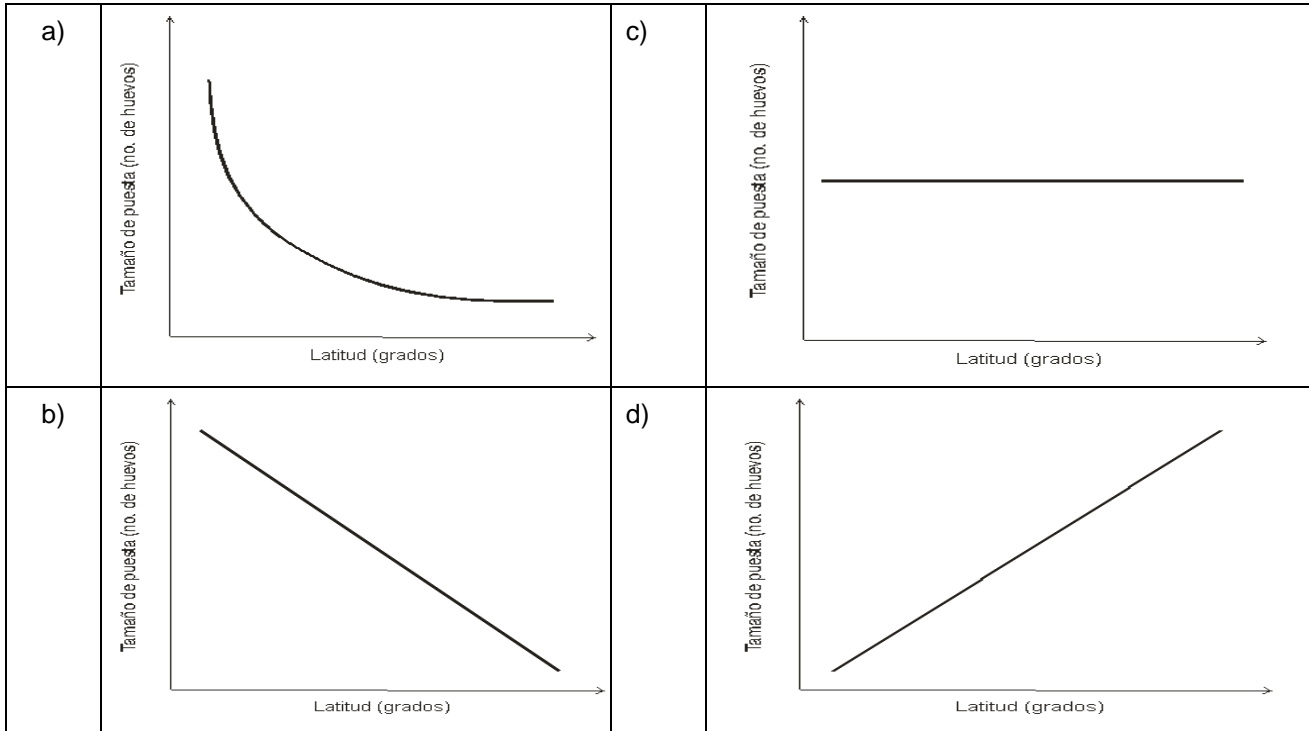 a)
Tamaño de puesta (no. de huevos)
Latitud (grados)
c)
Tamaño de puesta (no. de huevos)
Latitud (grados)
b)
Tamaño de puesta (no. de huevos)
Latitud (grados)
d)
Tamaño de puesta (no. de huevos)
Latitud (grados)